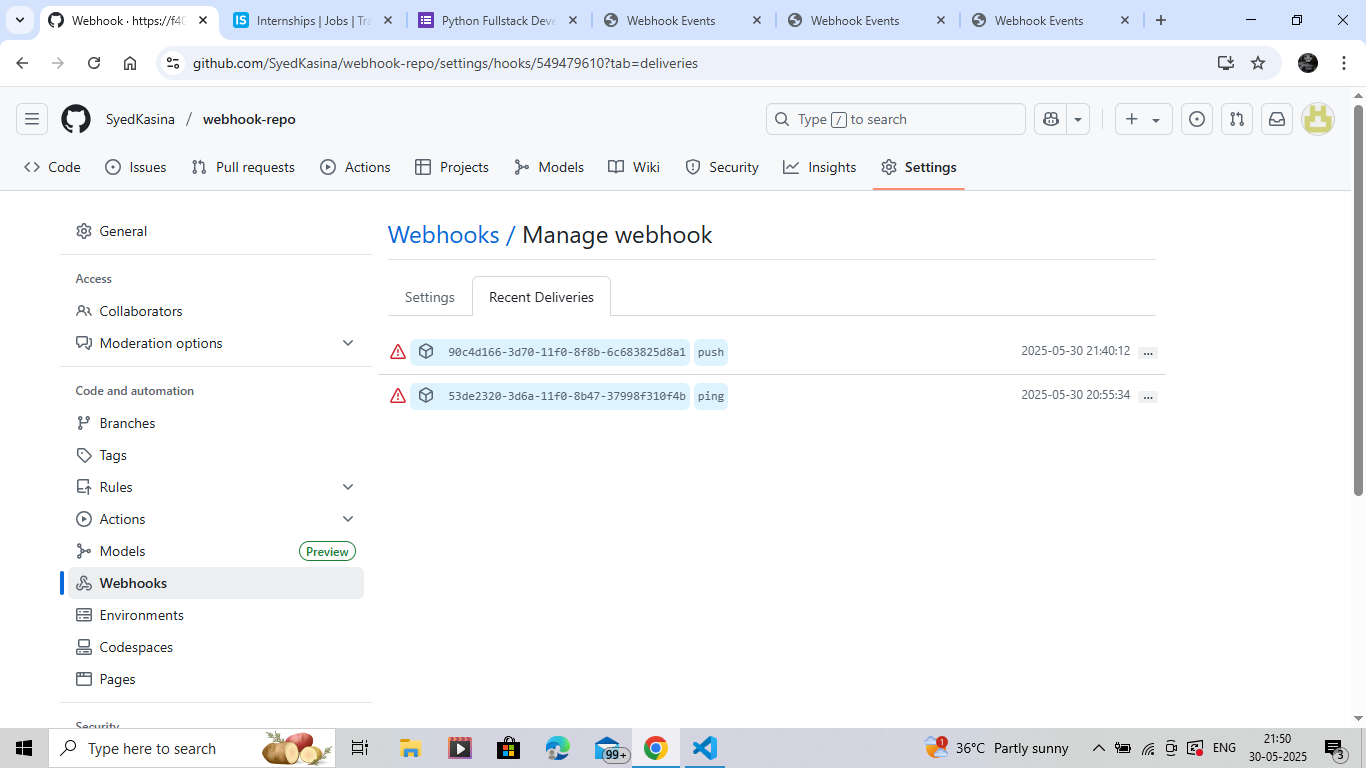 Webhook · https://f40
Internships | Jobs | Tra
Python Fullstack Deve
Webhook Events
Webhook Events
Webhook Events
github.com/SyedKasina/webhook-repo/settings/hooks/549479610?tab=deliveries
SyedKasina / webhook-repo
Type / to search
Code
Issues
Pull requests
Actions
Projects
Models
Wiki
Security
Insights
Settings
General
Access
Collaborators
Moderation options
Code and automation
Branches
Tags
Rules
Actions
Models Preview
Webhooks
Environments
Codespaces
Pages
Security
Webhooks / Manage webhook
Settings
Recent Deliveries
90c4d166-3d70-11f0-8f8b-6c683825d8a1 push 2025-05-30 21:40:12 ...
53de2320-3d6a-11f0-8b47-37998f310f4b ping 2025-05-30 20:55:34 ...
Type here to search
99+
1
36°C Partly sunny
ENG
21:50
30-05-2025
3